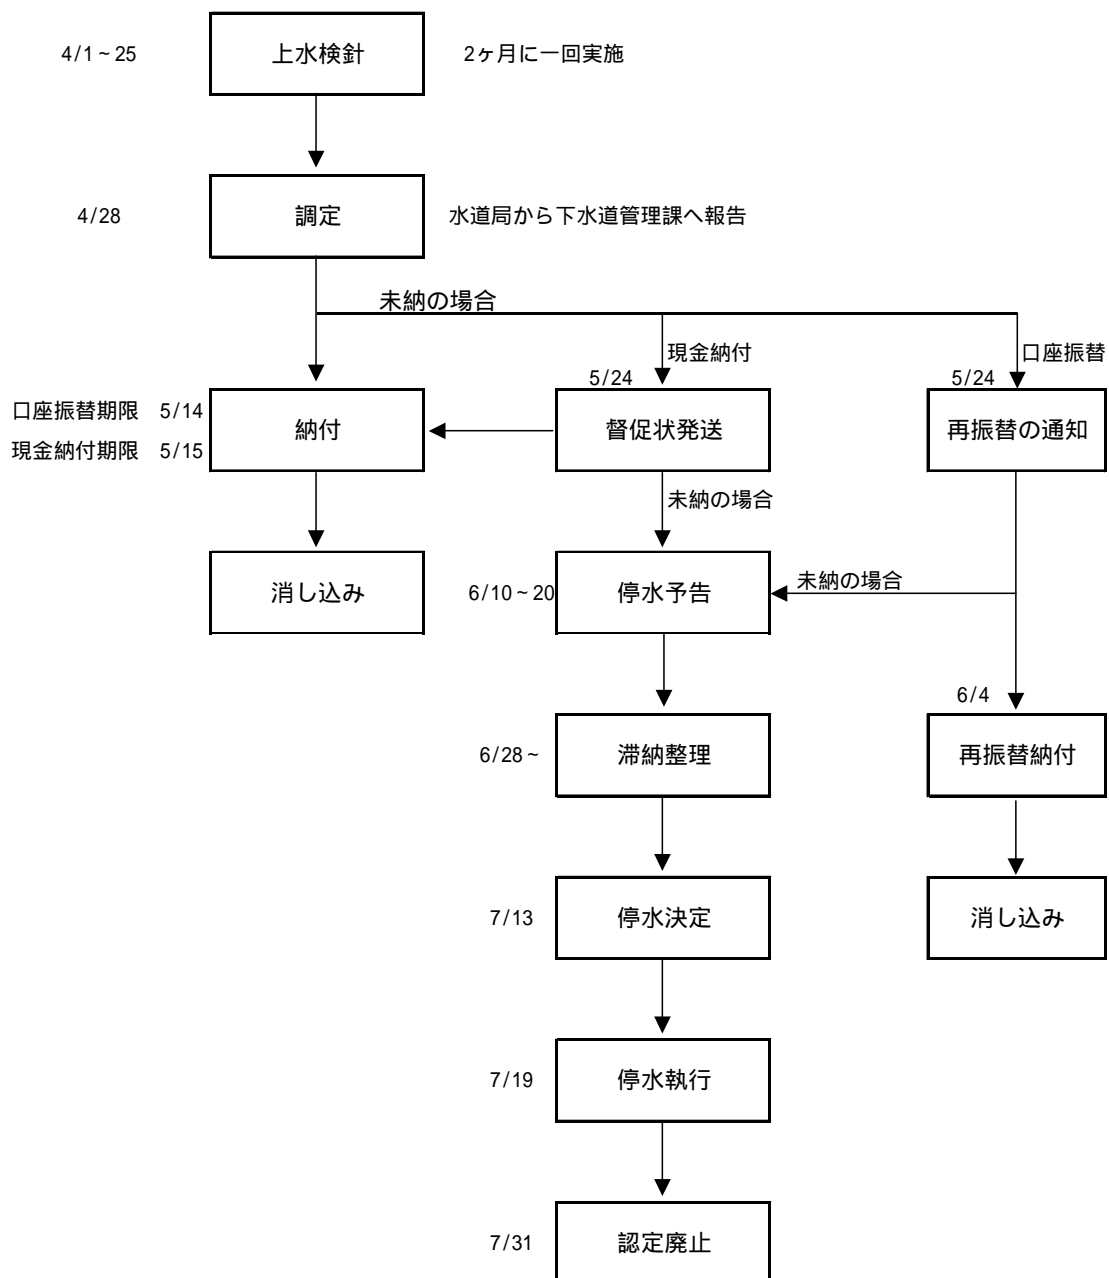 4/1～25 上水検針 2ヶ月に一回実施
4/28 調定 水道局から下水道管理課へ報告
未納の場合
現金納付 口座振替
5/24 5/24
口座振替期限 5/14
現金納付期限 5/15
納付 督促状発送 再振替の通知
未納の場合
消し込み 6/10～20 停水予告 未納の場合
6/4
6/28～ 滞納整理 再振替納付
7/13 停水決定 消し込み
7/19 停水執行
7/31 認定廃止